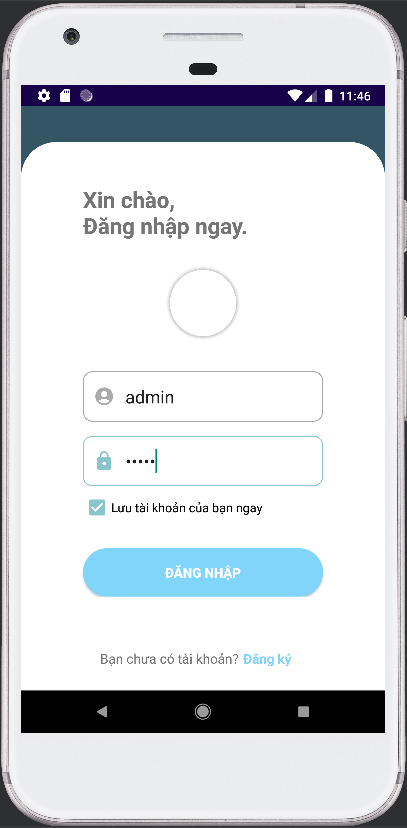 11:46
Xin chào,
Đăng nhập ngay.
admin
•••••
Lưu tài khoản của bạn ngay
ĐĂNG NHẬP
Bạn chưa có tài khoản? Đăng ký